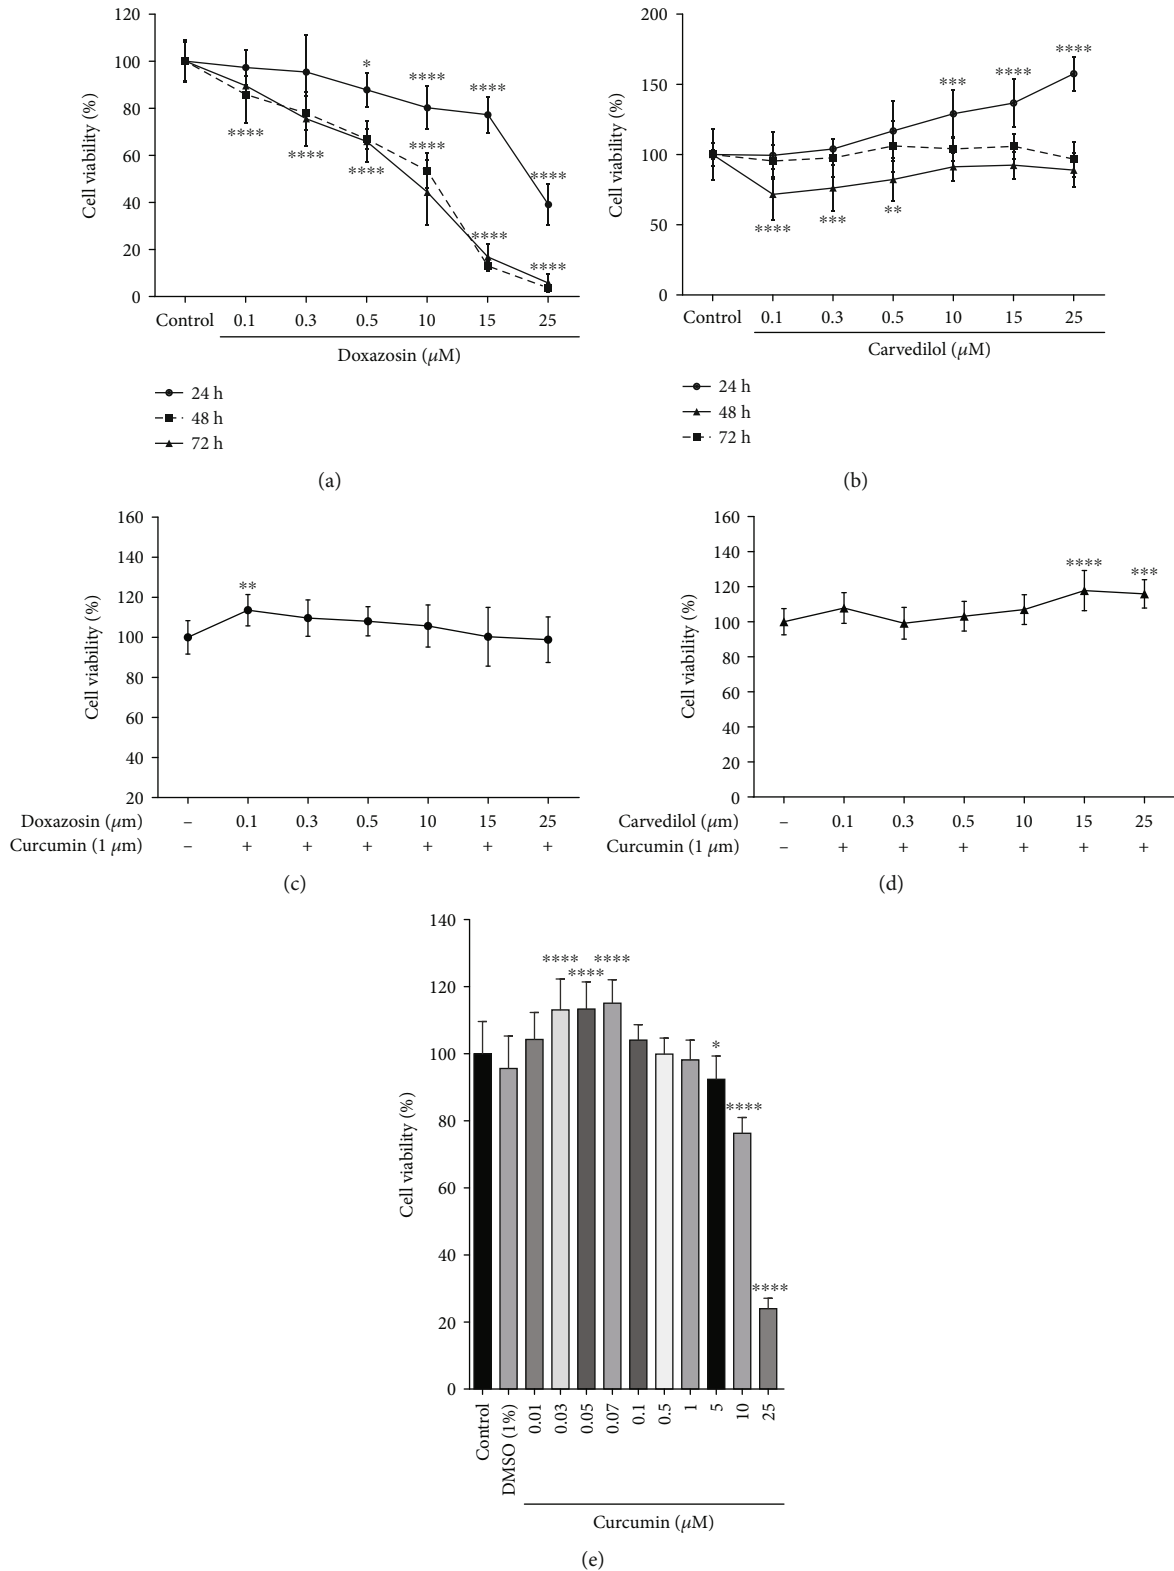 120
100
80
60
40
20
0
Cell viability (%)
*
****
****
****
****
****
****
****
****
****
Control 0.1 0.3 0.5 10 15 25
Doxazosin (μM)
24 h
48 h
72 h
(a)
200
150
100
50
0
Cell viability (%)
****
****
***
****
***
**
Control 0.1 0.3 0.5 10 15 25
Carvedilol (μM)
24 h
48 h
72 h
(b)
160
140
120
100
80
60
40
20
Cell viability (%)
**
Doxazosin (μm) – 0.1 0.3 0.5 10 15 25
Curcumin (1 μm) – + + + + + +
(c)
160
140
120
100
80
60
40
20
0
Cell viability (%)
****
***
Carvedilol (μm) – 0.1 0.3 0.5 10 15 25
Curcumin (1 μm) – + + + + + +
(d)
140
120
100
80
60
40
20
0
Cell viability (%)
**** ****
****
*
****
****
Control
DMSO (1%)
0.01
0.03
0.05
0.07
0.1
0.5
1
5
10
25
Curcumin (μM)
(e)